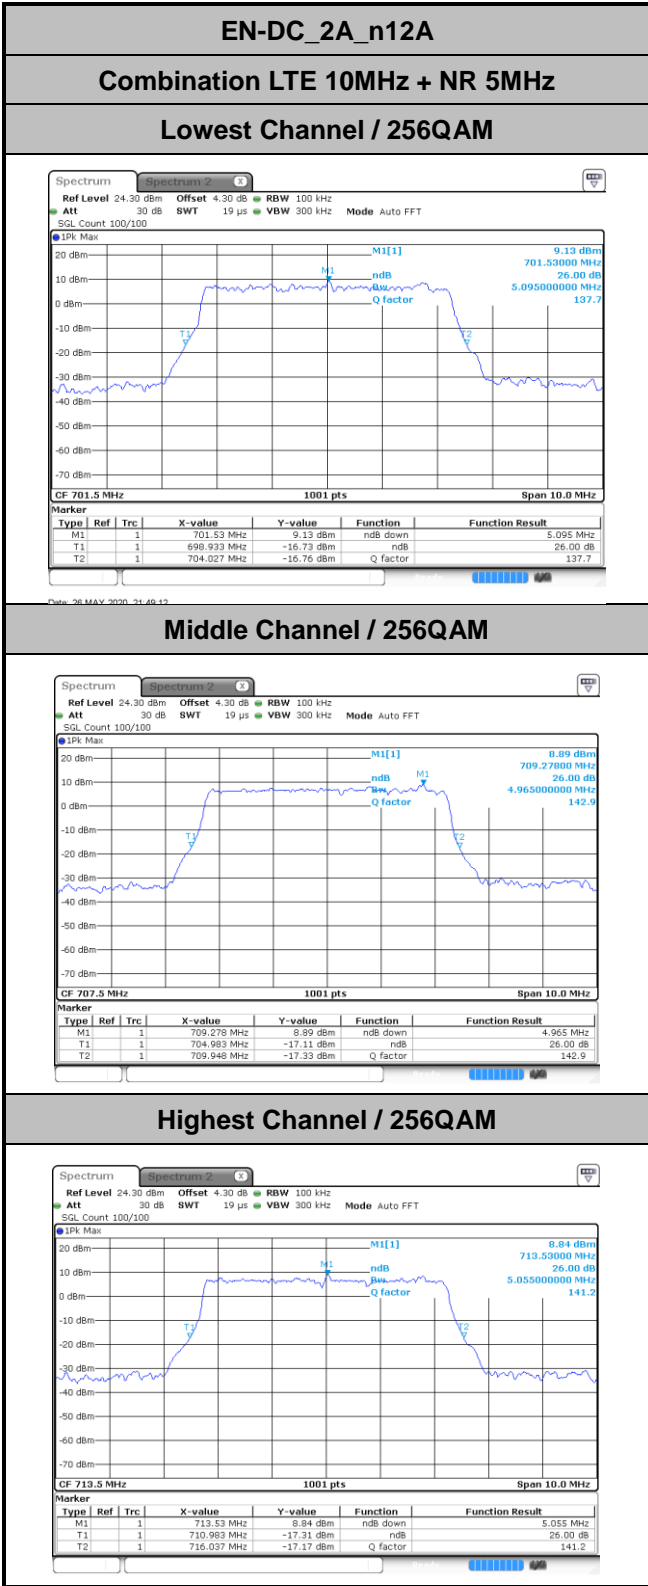 EN-DC_2A_n12A
Combination LTE 10MHz + NR 5MHz
Lowest Channel / 256QAM
Spectrum Spectrum 2 X
Ref Level 24.30 dBm Offset 4.30 dB RBW 100 kHz
Att 30 dB SWT 19 µs VBW 300 kHz Mode Auto FFT
SGL Count 100/100
1Pk Max
M1[1] 9.13 dBm
701.53000 MHz
ndB 26.00 dB
Bw 5.095000000 MHz
Q factor 137.7
20 dBm
10 dBm
0 dBm
-10 dBm
-20 dBm
-30 dBm
-40 dBm
-50 dBm
-60 dBm
-70 dBm
M1
T1
T2
CF 701.5 MHz 1001 pts Span 10.0 MHz
Marker
Type Ref Trc X-value Y-value Function Function Result
M1 1 701.53 MHz 9.13 dBm ndB down 5.095 MHz
T1 1 698.933 MHz -16.73 dBm ndB 26.00 dB
T2 1 704.027 MHz -16.76 dBm Q factor 137.7
Date: 26 MAY 2020 21:49:12
Middle Channel / 256QAM
Spectrum Spectrum 2 X
Ref Level 24.30 dBm Offset 4.30 dB RBW 100 kHz
Att 30 dB SWT 19 µs VBW 300 kHz Mode Auto FFT
SGL Count 100/100
1Pk Max
M1[1] 8.89 dBm
709.27800 MHz
ndB 26.00 dB
Bw 4.965000000 MHz
Q factor 142.9
20 dBm
10 dBm
0 dBm
-10 dBm
-20 dBm
-30 dBm
-40 dBm
-50 dBm
-60 dBm
-70 dBm
M1
T1
T2
CF 707.5 MHz 1001 pts Span 10.0 MHz
Marker
Type Ref Trc X-value Y-value Function Function Result
M1 1 709.278 MHz 8.89 dBm ndB down 4.965 MHz
T1 1 704.983 MHz -17.11 dBm ndB 26.00 dB
T2 1 709.948 MHz -17.33 dBm Q factor 142.9
Highest Channel / 256QAM
Spectrum Spectrum 2 X
Ref Level 24.30 dBm Offset 4.30 dB RBW 100 kHz
Att 30 dB SWT 19 µs VBW 300 kHz Mode Auto FFT
SGL Count 100/100
1Pk Max
M1[1] 8.84 dBm
713.53000 MHz
ndB 26.00 dB
Bw 5.055000000 MHz
Q factor 141.2
20 dBm
10 dBm
0 dBm
-10 dBm
-20 dBm
-30 dBm
-40 dBm
-50 dBm
-60 dBm
-70 dBm
M1
T1
T2
CF 713.5 MHz 1001 pts Span 10.0 MHz
Marker
Type Ref Trc X-value Y-value Function Function Result
M1 1 713.53 MHz 8.84 dBm ndB down 5.055 MHz
T1 1 710.983 MHz -17.31 dBm ndB 26.00 dB
T2 1 716.037 MHz -17.17 dBm Q factor 141.2